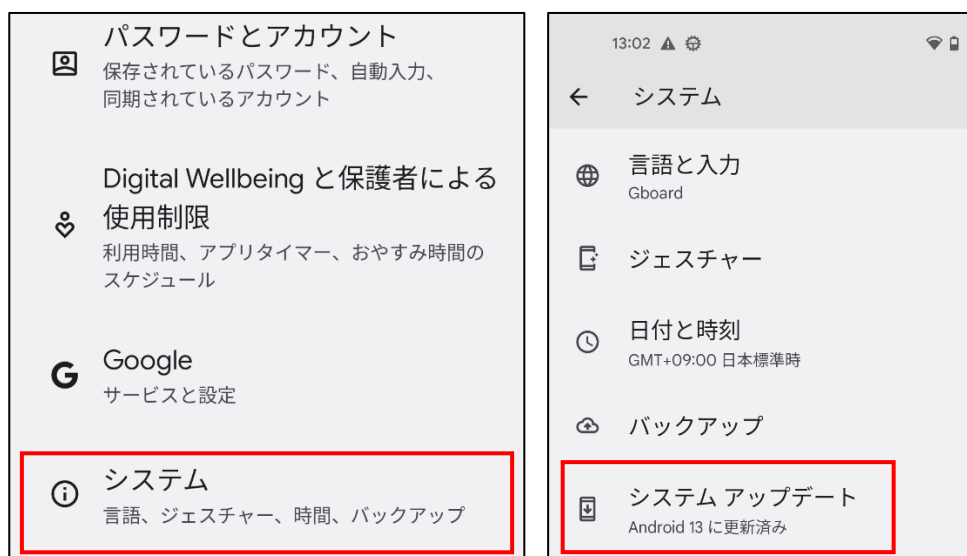 パスワードとアカウント
保存されているパスワード、自動入力、
同期されているアカウント
Digital Wellbeing と保護者による
使用制限
利用時間、アプリタイマー、おやすみ時間の
スケジュール
Google
サービスと設定
システム
言語、ジェスチャー、時間、バックアップ
13:02
システム
言語と入力
Gboard
ジェスチャー
日付と時刻
GMT+09:00 日本標準時
バックアップ
システム アップデート
Android 13 に更新済み